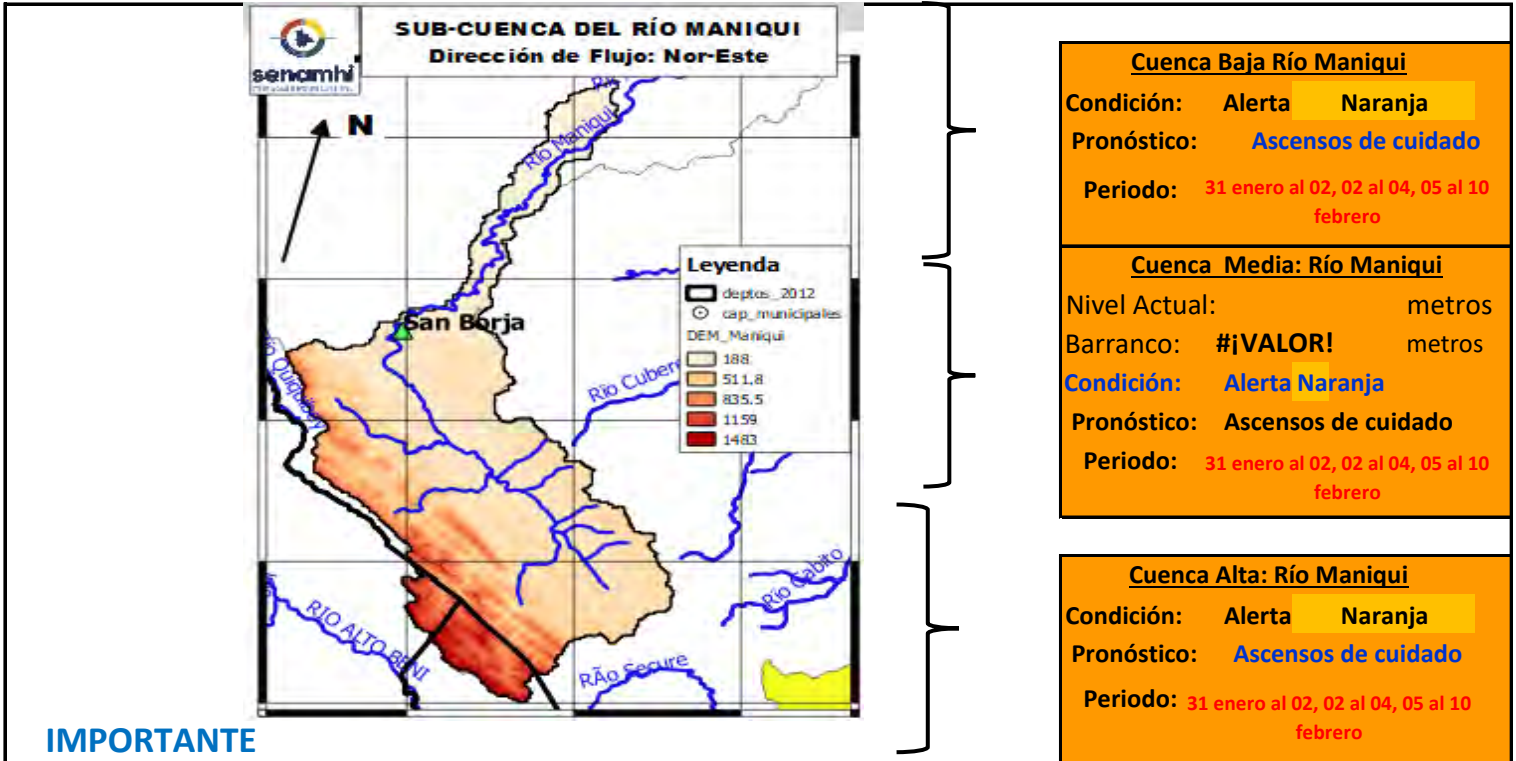 SUB-CUENCA DEL RÍO MANIQUI
Dirección de Flujo: Nor-Este
senamhi
N
Río Maniqui
San Borja
Río Quiquibey
Río Cubere
Río Cabito
RIO ALTO BENI
RÃo Secure
Leyenda
deptos_2012
cap_municipales
DEM_Maniqui
188
511,8
835.5
1159
1483
Cuenca Baja Río Maniqui
Condición: Alerta Naranja
Pronóstico: Ascensos de cuidado
Periodo: 31 enero al 02, 02 al 04, 05 al 10
febrero
Cuenca Media: Río Maniqui
Nivel Actual: metros
Barranco: #¡VALOR! metros
Condición: Alerta Naranja
Pronóstico: Ascensos de cuidado
Periodo: 31 enero al 02, 02 al 04, 05 al 10
febrero
Cuenca Alta: Río Maniqui
Condición: Alerta Naranja
Pronóstico: Ascensos de cuidado
Periodo: 31 enero al 02, 02 al 04, 05 al 10
febrero
IMPORTANTE